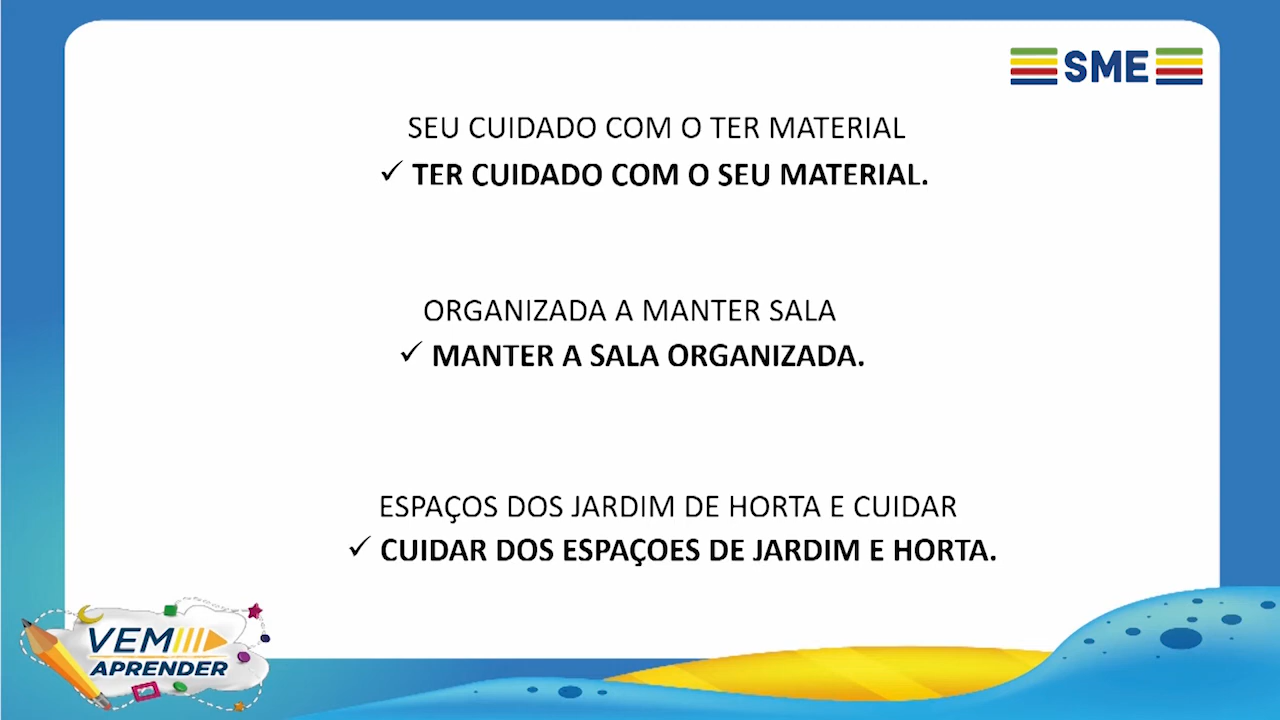 SME
SEU CUIDADO COM O TER MATERIAL
✓ TER CUIDADO COM O SEU MATERIAL.
ORGANIZADA A MANTER SALA
✓ MANTER A SALA ORGANIZADA.
ESPAÇOS DOS JARDIM DE HORTA E CUIDAR
✓ CUIDAR DOS ESPAÇOES DE JARDIM E HORTA.
VEM
APRENDER